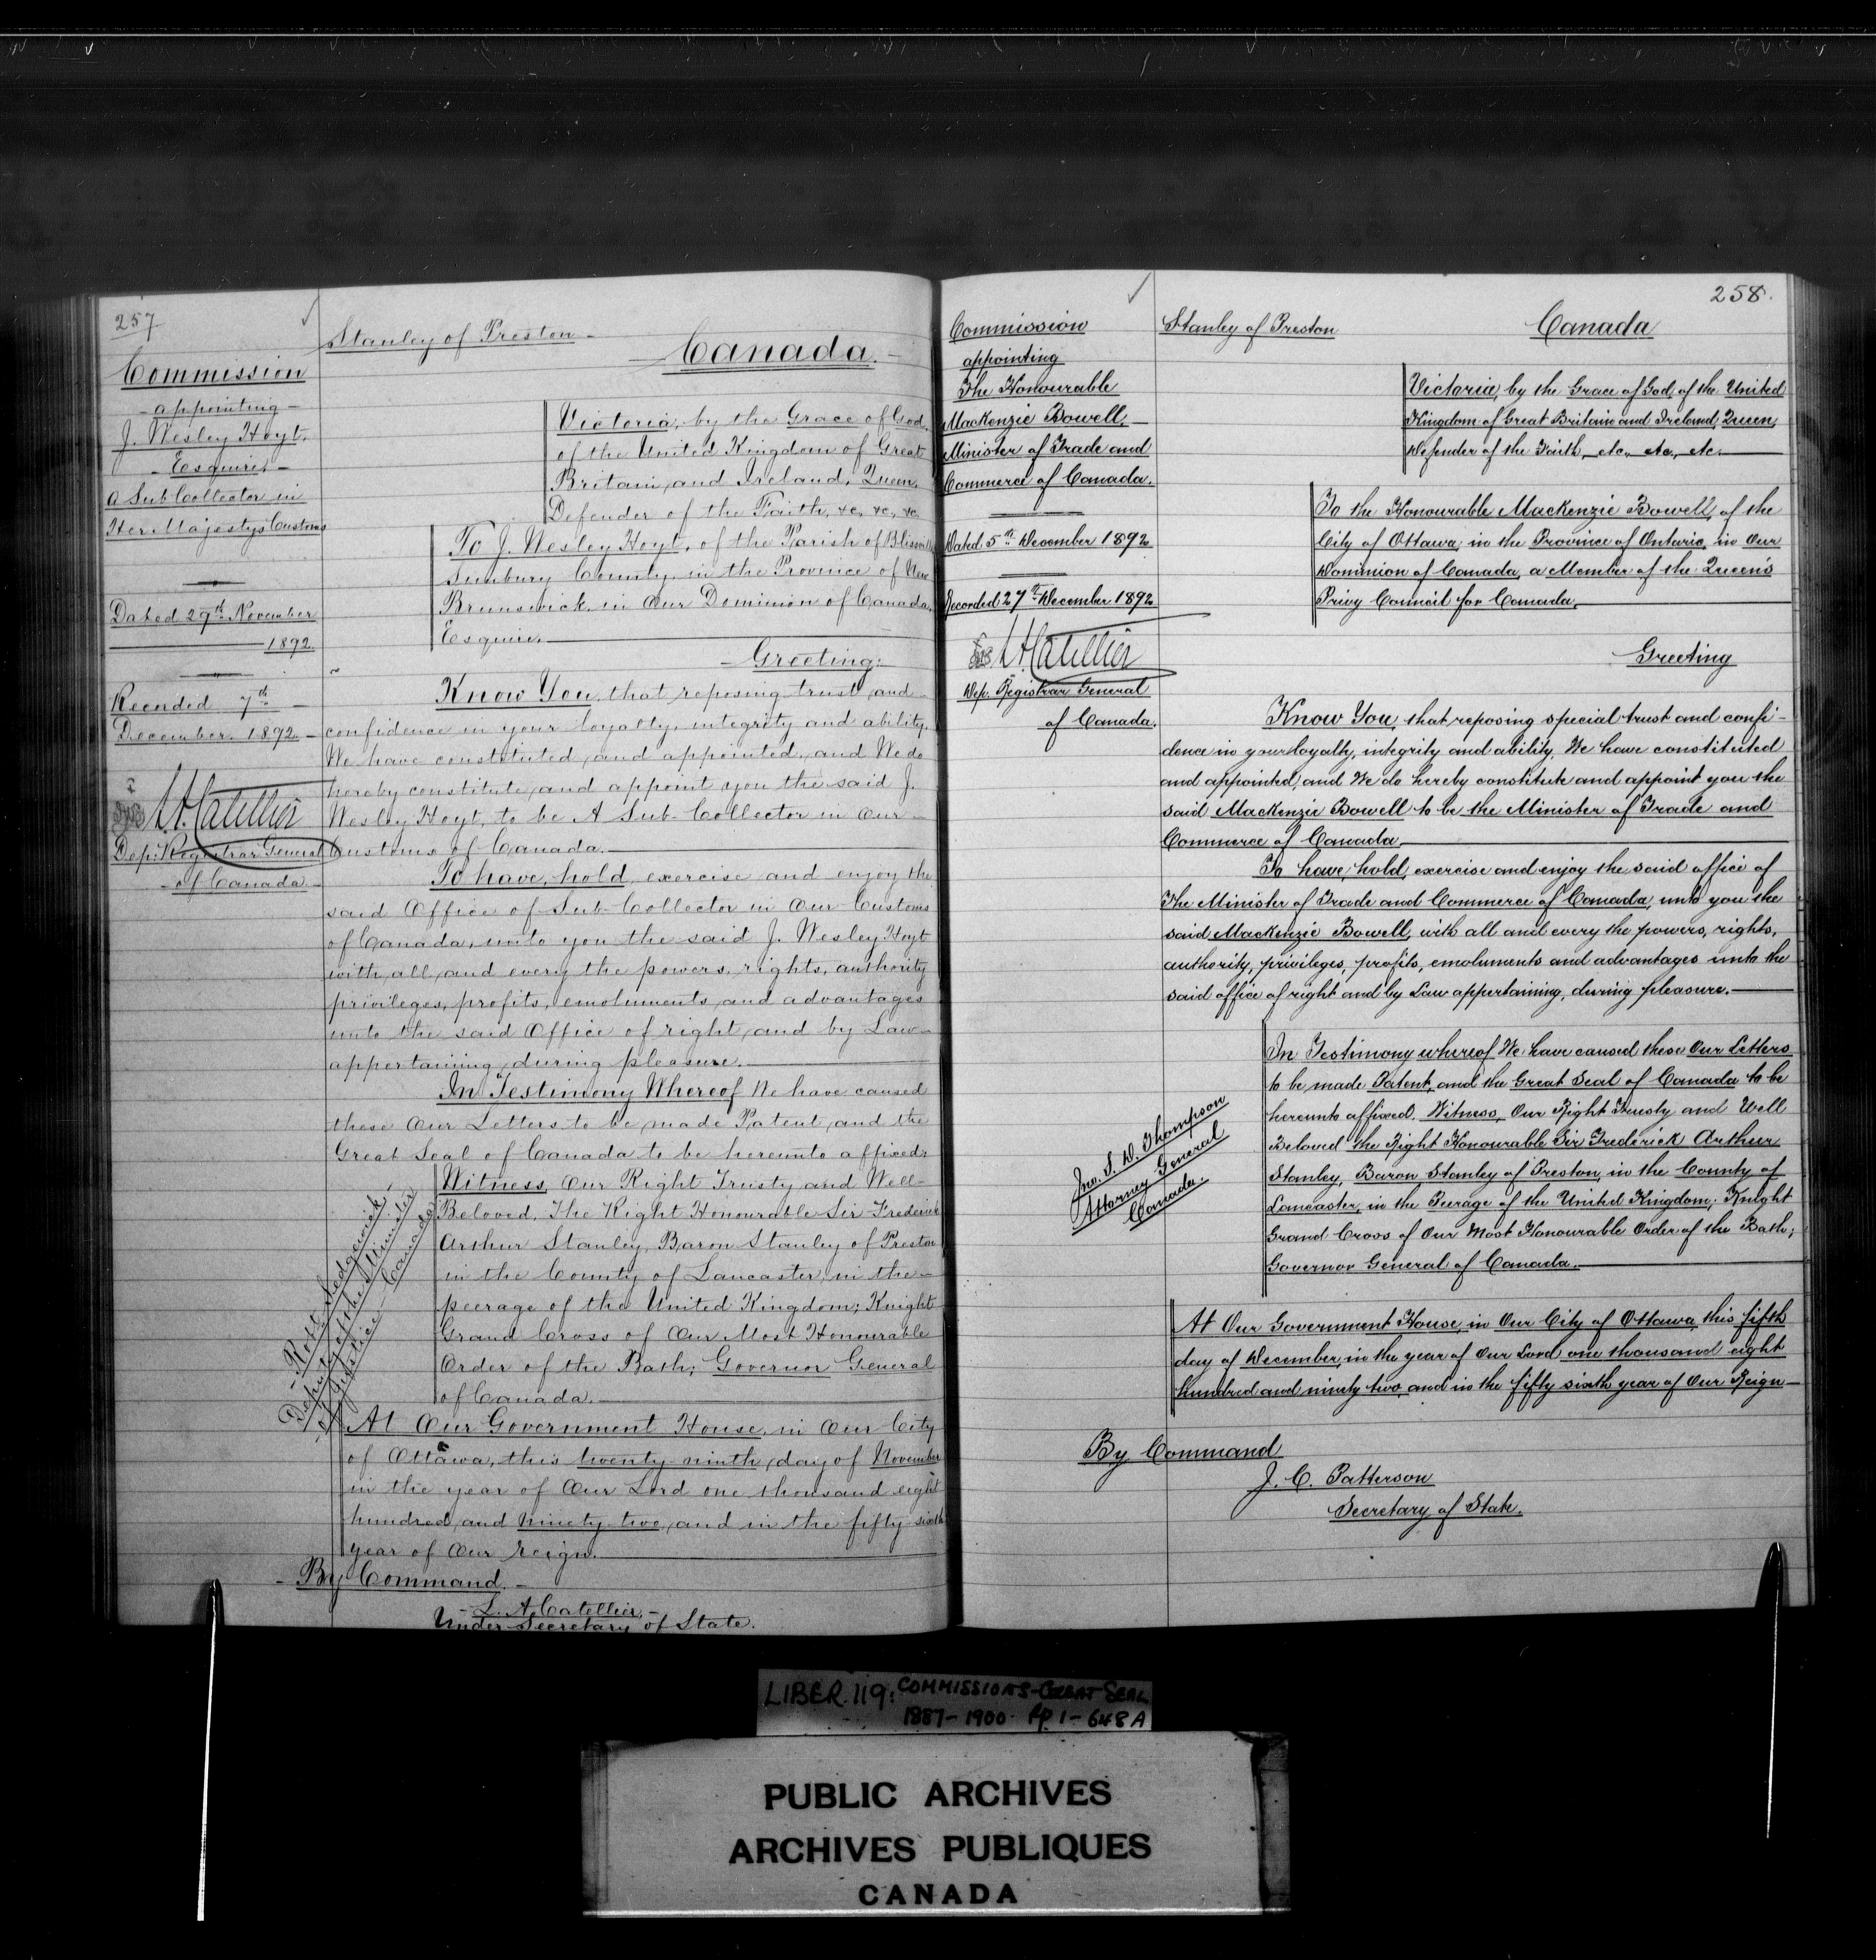 257
Commission
- appointing -
J. Wesley Hoyt,
- Esquire, -
a Sub Collector in
Her Majesty's Customs
Dated 29th November
1892.
Recorded 7th
December 1892 -
L.A. Catellier
Dep: Registrar General
- of Canada -
Stanley of Preston -
- Canada. -
Victoria, by the Grace of God,
of the United Kingdom of Great
Britain, and Ireland, Queen,
Defender of the Faith, &c, &c, &c
To J. Wesley Hoyt, of the Parish of Blissville
Sunbury County, in the Province of New
Brunswick, in Our Dominion of Canada,
Esquire,
- Greeting:
Know You, that reposing trust, and
confidence in your loyalty, integrity and ability,
We have constituted, and appointed, and We do
hereby constitute, and appoint you the said J.
Wesley Hoyt, to be A Sub-Collector in Our
Customs of Canada.
To have, hold, exercise and enjoy the
said Office of Sub-Collector in Our Customs
of Canada, unto you the said J. Wesley Hoyt
with, all, and every the powers, rights, authority
privileges, profits, emoluments, and advantages
unto the said Office of right, and by Law
appertaining, during pleasure.
In Testimony Whereof We have caused
these Our Letters to be made Patent, and the
Great Seal of Canada to be hereunto affixed:
Witness, Our Right Trusty and Well-
Beloved, The Right Honourable Sir Frederick
Arthur Stanley, Baron Stanley of Preston
in the County of Lancaster, in the
peerage of the United Kingdom; Knight
Grand Cross of Our Most Honourable
Order of the Bath; Governor General
of Canada.
- Robt. Sedgewick, -
Deputy of the Minister
- of Justice - Canada
At Our Government House, in Our City
of Ottawa, this twenty-ninth, day of November
in the year of Our Lord one thousand eight
hundred, and ninety-two, and in the fifty-sixth
year of Our Reign.
- By Command. -
- L. A. Catellier, -
Under Secretary of State.
258.
Commission
appointing
The Honourable
Mackenzie Bowell,
Minister of Trade and
Commerce of Canada.
Dated 5th December 1892
Recorded 27th December 1892
L.A. Catellier
Dep. Registrar General
of Canada.
Stanley of Preston
Canada
Victoria, by the Grace of God, of the United
Kingdom of Great Britain and Ireland, Queen,
Defender of the Faith, etc., etc., etc.
To the Honourable Mackenzie Bowell, of the
City of Ottawa, in the Province of Ontario, in Our
Dominion of Canada, a Member of the Queen's
Privy Council for Canada,
Greeting
Know You, that reposing special trust and confi-
dence in your loyalty, integrity and ability, We have constituted
and appointed, and We do hereby constitute and appoint you the
said Mackenzie Bowell to be the Minister of Trade and
Commerce of Canada
To have, hold, exercise and enjoy the said office of
The Minister of Trade and Commerce of Canada, unto you the
said Mackenzie Bowell, with all and every the powers, rights,
authority, privileges, profits, emoluments and advantages unto the
said office of right and by Law appertaining, during pleasure.
In Testimony whereof We have caused these Our Letters
to be made Patent, and the Great Seal of Canada to be
hereunto affixed. Witness, Our Right Trusty and Well
Beloved the Right Honourable Sir Frederick Arthur
Stanley, Baron Stanley of Preston, in the County of
Lancaster, in the Peerage of the United Kingdom; Knight
Grand Cross of Our Most Honourable Order of the Bath;
Governor General of Canada.
Jno. S. D. Thompson
Attorney General
Canada.
At Our Government House, in Our City of Ottawa, this fifth
day of December, in the year of Our Lord one thousand eight
hundred and ninety two, and in the fifty sixth year of Our Reign
By Command
J. C. Patterson
Secretary of State.
LIBER 119: COMMISSIONS-GREAT SEAL
1887-1900 Pp. 1-648A
PUBLIC ARCHIVES
ARCHIVES PUBLIQUES
CANADA